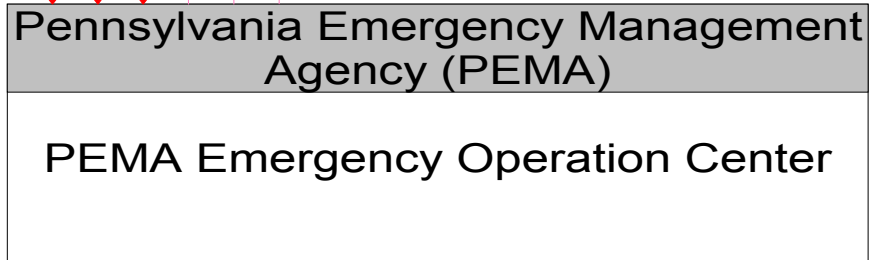 Pennsylvania Emergency Management
Agency (PEMA)
PEMA Emergency Operation Center